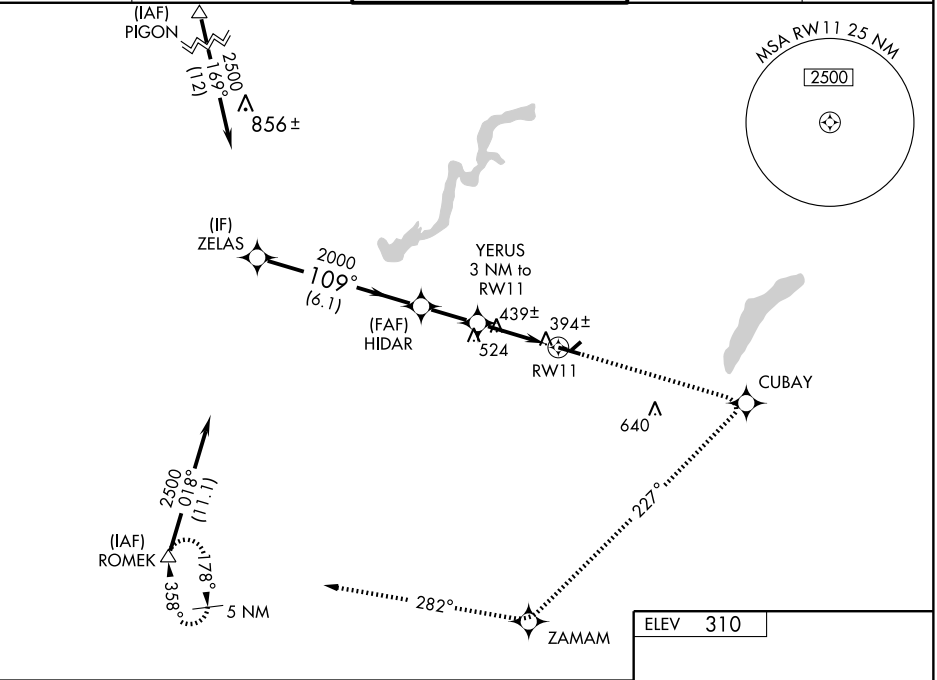 (IAF)
PIGON
2500
169°
(12)
856±
MSA RW11 25 NM
2500
(IF)
ZELAS
2000
109°
(6.1)
(FAF)
HIDAR
YERUS
3 NM to
RW11
439±
524
394±
RW11
CUBAY
640
227°
2500
018°
(11.1)
(IAF)
ROMEK
178°
358°
5 NM
282°
ZAMAM
ELEV 310